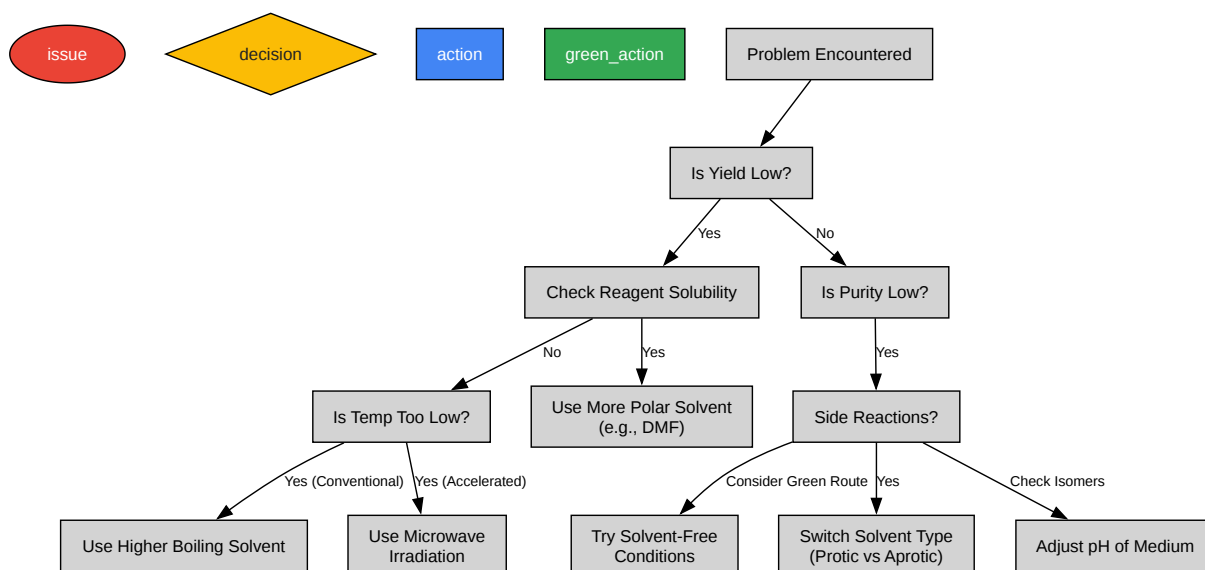 issue
decision
action
green_action
Problem Encountered
Is Yield Low?
Yes
No
Check Reagent Solubility
Is Purity Low?
No
Yes
Yes
Is Temp Too Low?
Use More Polar Solvent
(e.g., DMF)
Side Reactions?
Yes (Conventional)
Yes (Accelerated)
Consider Green Route
Yes
Check Isomers
Use Higher Boiling Solvent
Use Microwave
Irradiation
Try Solvent-Free
Conditions
Switch Solvent Type
(Protic vs Aprotic)
Adjust pH of Medium